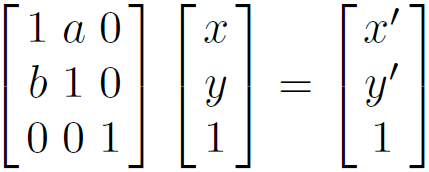 1 a 0 x x′
b 1 0 y = y′
0 0 1 1 1